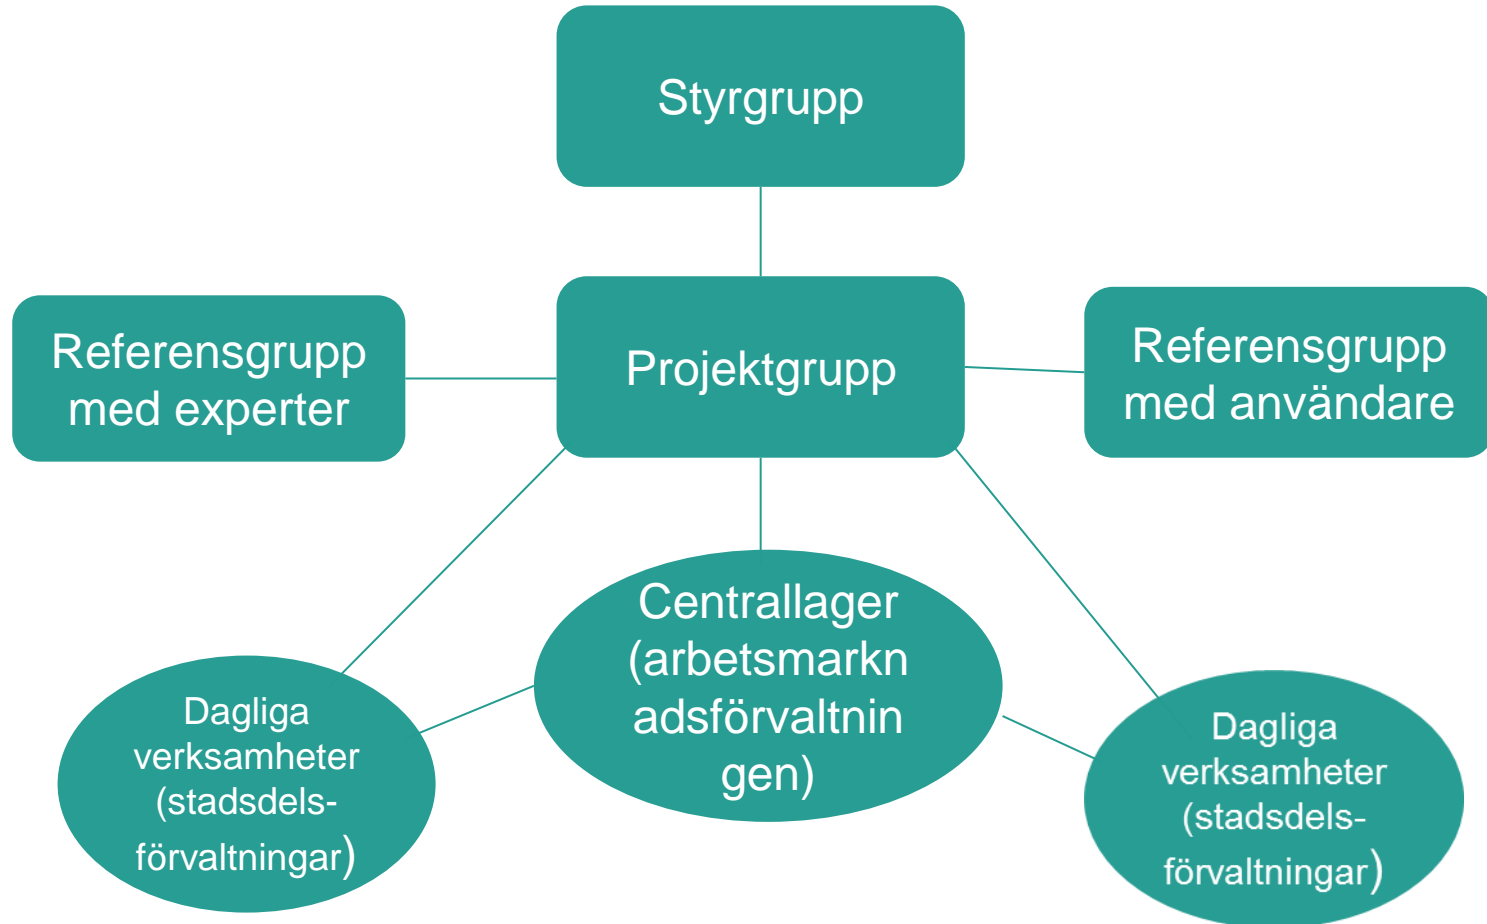 Styrgrupp
Referensgrupp
med experter
Projektgrupp
Referensgrupp
med användare
Centrallager
(arbetsmarkn
adsförvaltnin
gen)
Dagliga
verksamheter
(stadsdels-
förvaltningar)
Dagliga
verksamheter
(stadsdels-
förvaltningar)